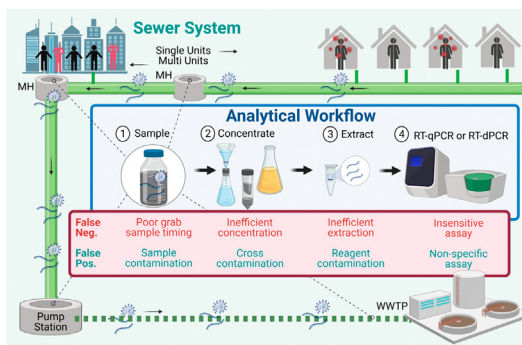 Sewer System
Single Units
Multi Units
MH
MH
Analytical Workflow
1 Sample
2 Concentrate
3 Extract
4 RT-qPCR or RT-dPCR
False Neg.
Poor grab sample timing
Inefficient concentration
Inefficient extraction
Insensitive assay
False Pos.
Sample contamination
Cross contamination
Reagent contamination
Non-specific assay
WWTP
Pump
Station